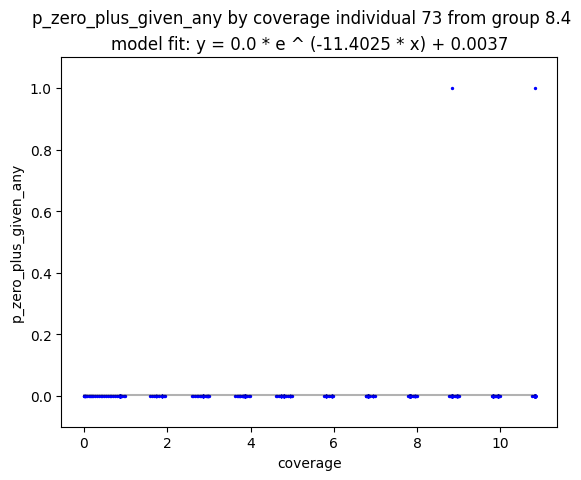 p_zero_plus_given_any by coverage individual 73 from group 8.4
model fit: y = 0.0 * e ^ (-11.4025 * x) + 0.0037
1.0
0.8
0.6
0.4
0.2
0.0
p_zero_plus_given_any
0 2 4 6 8 10
coverage